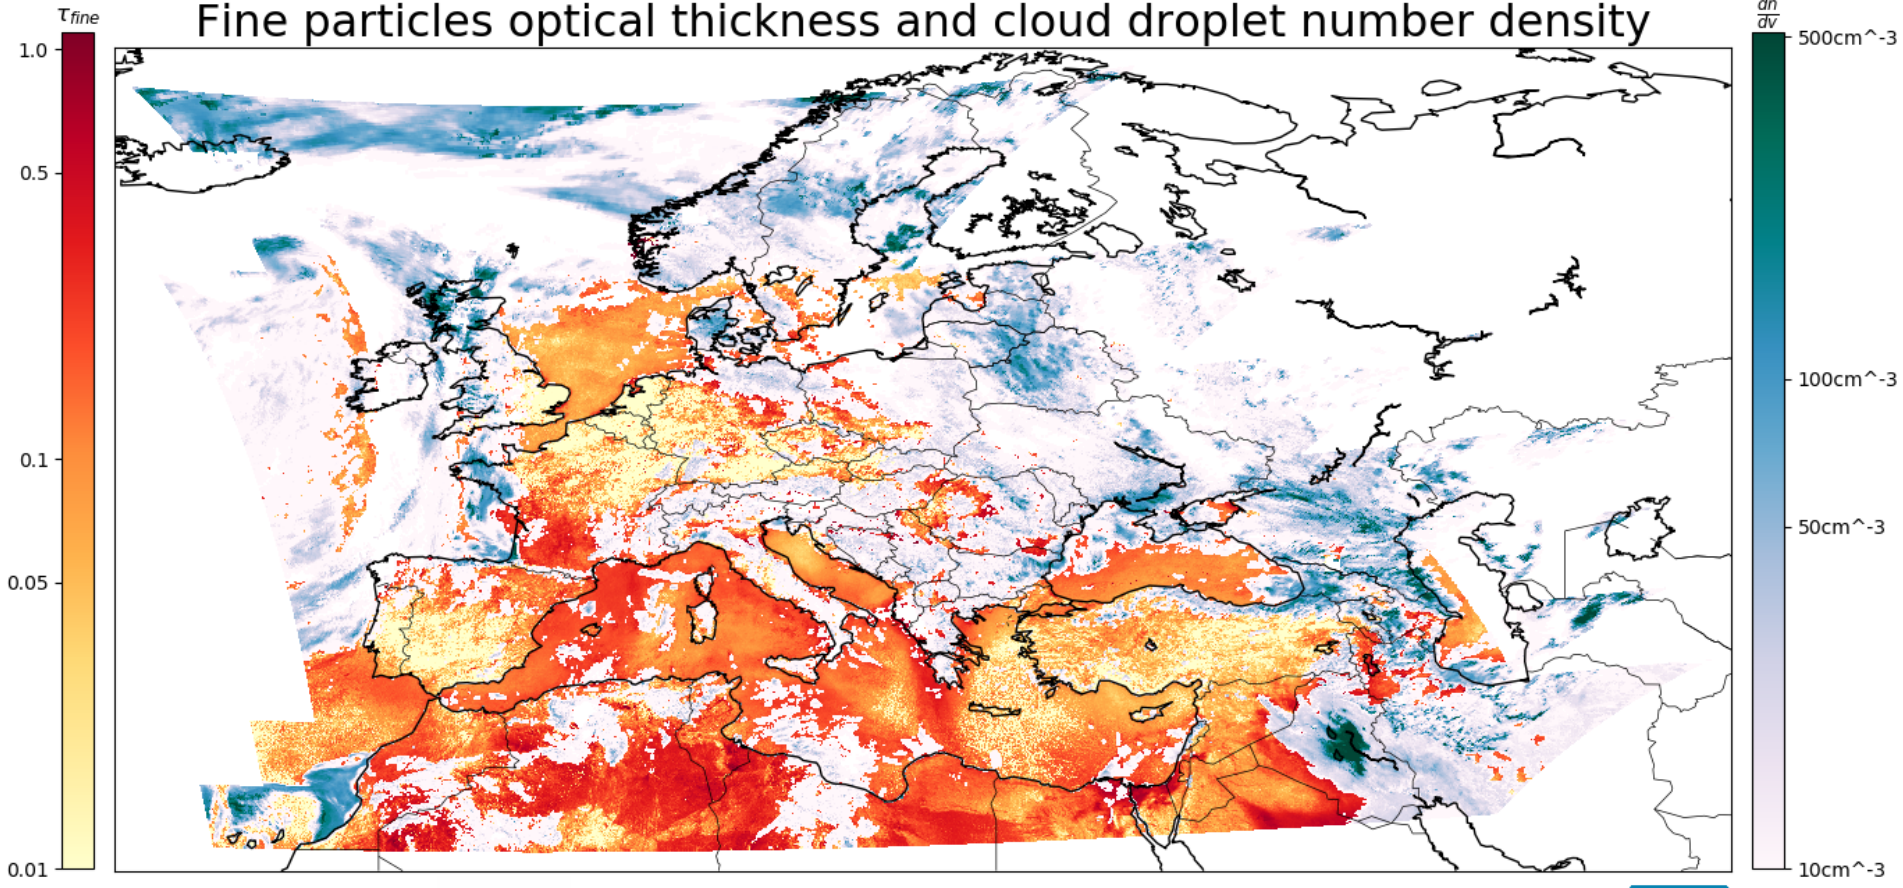 Fine particles optical thickness and cloud droplet number density
τfine
1.0
0.5
0.1
0.05
0.01
dn
dv
500cm^-3
100cm^-3
50cm^-3
10cm^-3